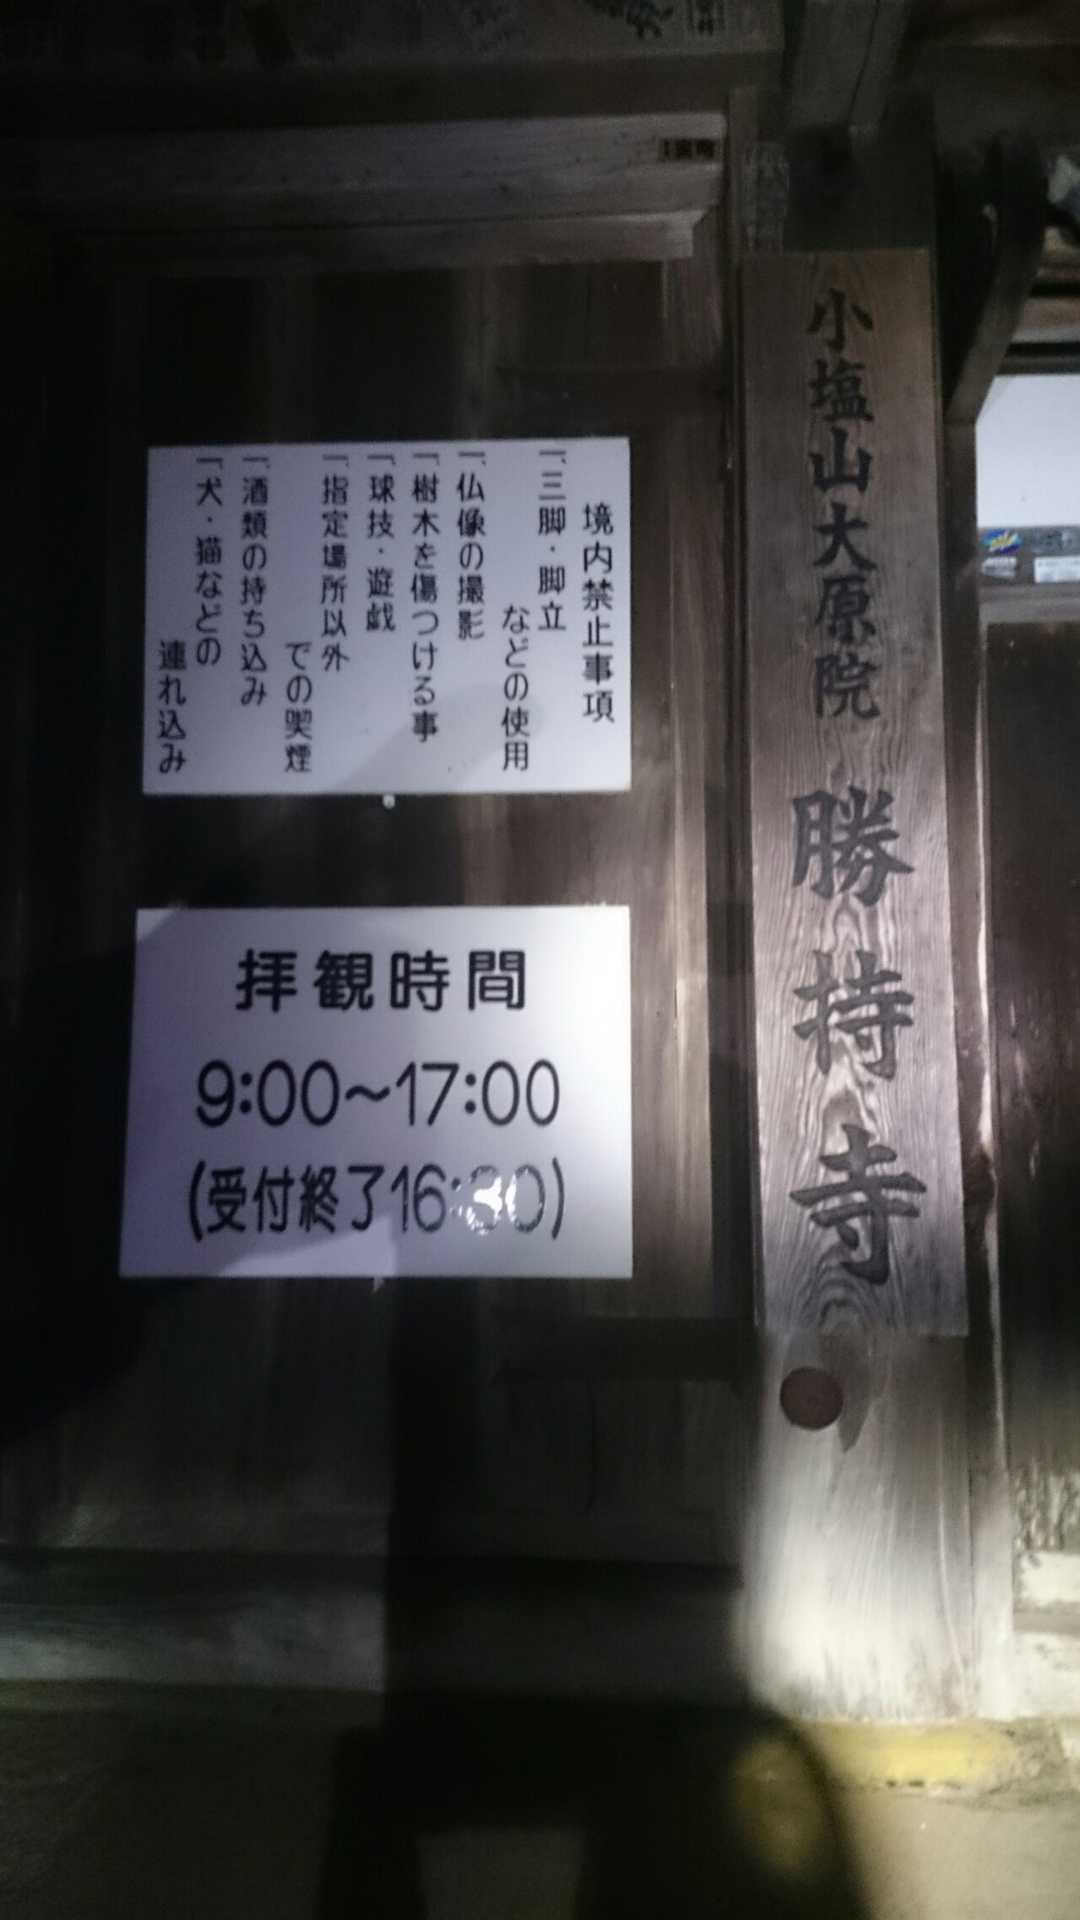 小塩山大原院 勝持寺
境内禁止事項
一、三脚・脚立
などの使用
一、仏像の撮影
一、樹木を傷つける事
一、球技・遊戯
一、指定場所以外
での喫煙
一、酒類の持ち込み
一、犬・猫などの
連れ込み
拝観時間
9:00〜17:00
(受付終了16:30)